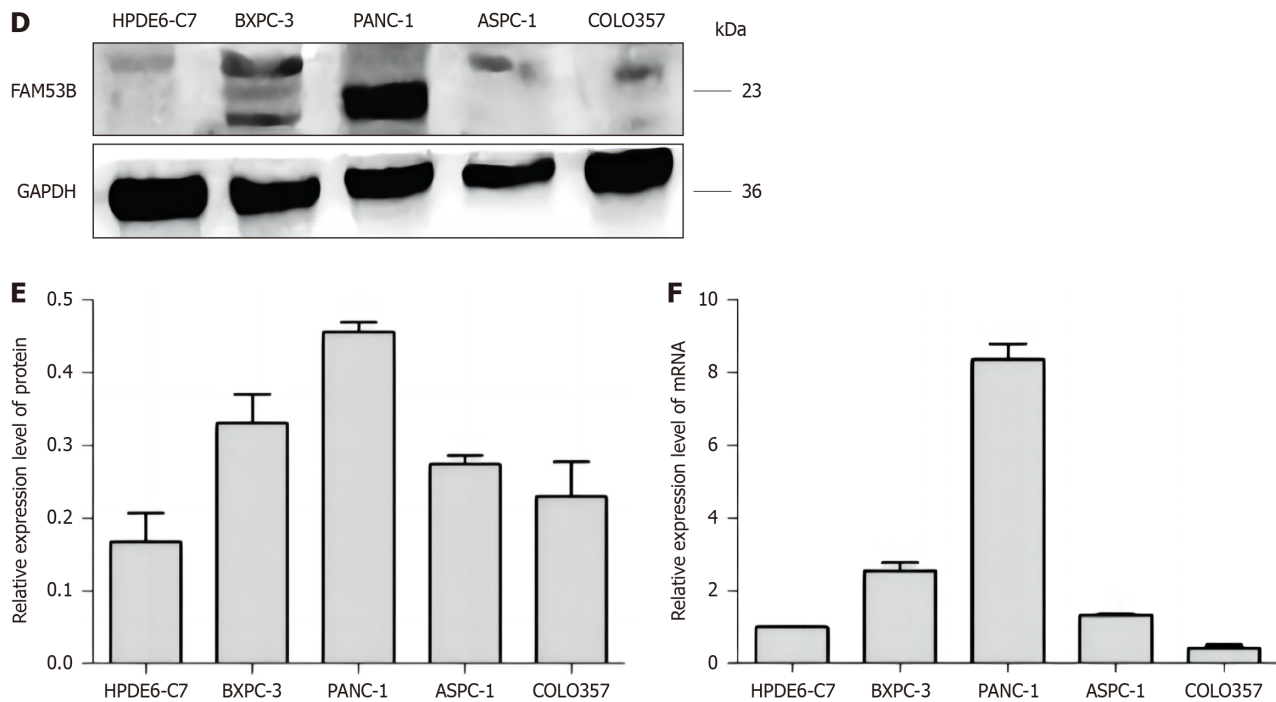 D HPDE6-C7 BXPC-3 PANC-1 ASPC-1 COLO357 kDa
FAM53B 23
GAPDH 36
E
Relative expression level of protein
0.5
0.4
0.3
0.2
0.1
0.0
HPDE6-C7 BXPC-3 PANC-1 ASPC-1 COLO357
F
Relative expression level of mRNA
10
8
6
4
2
0
HPDE6-C7 BXPC-3 PANC-1 ASPC-1 COLO357